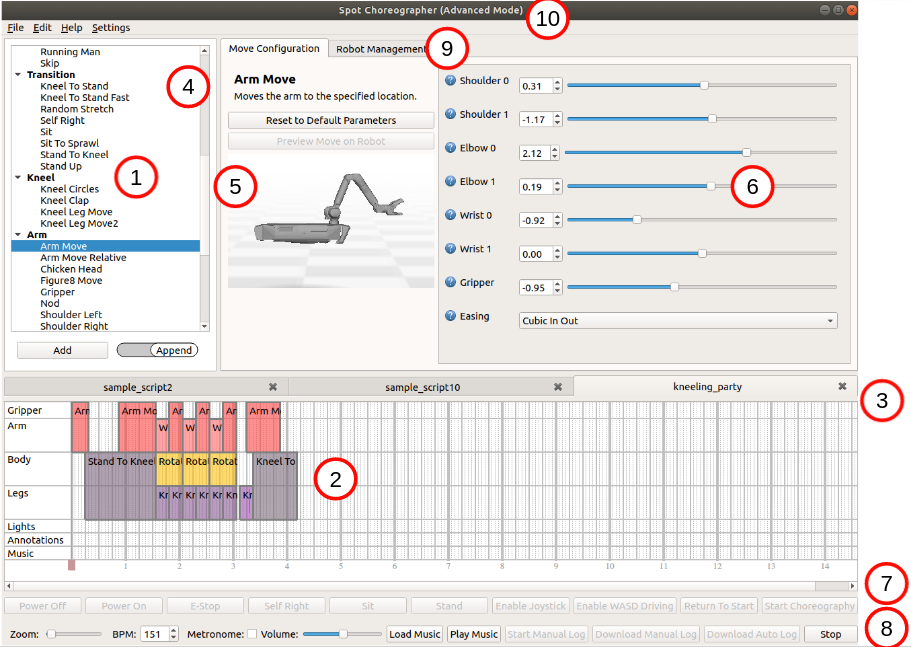 Spot Choreographer (Advanced Mode)
10
File Edit Help Settings
Running Man
Skip
Transition
Kneel To Stand
Kneel To Stand Fast
Random Stretch
Self Right
Sit
Sit To Sprawl
Stand To Kneel
Stand Up
Kneel
Kneel Circles
Kneel Clap
Kneel Leg Move
Kneel Leg Move2
Arm
Arm Move
Arm Move Relative
Chicken Head
Figure8 Move
Gripper
Nod
Shoulder Left
Shoulder Right
Add Append
4
1
Move Configuration Robot Management
9
Arm Move
Moves the arm to the specified location.
Reset to Default Parameters
Preview Move on Robot
5
Shoulder 0 0.31
Shoulder 1 -1.17
Elbow 0 2.12
Elbow 1 0.19
6
Wrist 0 -0.92
Wrist 1 0.00
Gripper -0.95
Easing Cubic In Out
sample_script2 sample_script10 kneeling_party
3
Gripper Arm Arm Mo Ar Ar Ar Arm M
Arm W W W
Body Stand To Kneel Rotat Rotat Rotat Kneel To
2
Legs Kr Kr Kr Kr Kr Kn Kr
Lights
Annotations
Music
1 2 3 4 5 6 7 8 9 10 11 12 13 14
7
Power Off Power On E-Stop Self Right Sit Stand Enable Joystick Enable WASD Driving Return To Start Start Choreography
8
Zoom: BPM: 151 Metronome: Volume: Load Music Play Music Start Manual Log Download Manual Log Download Auto Log Stop